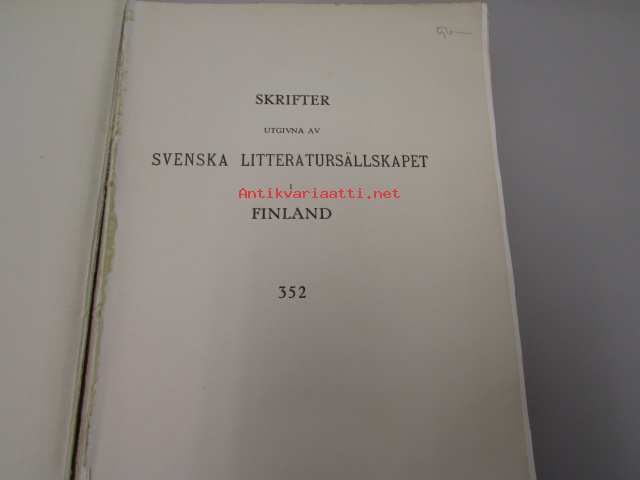 SKRIFTER
UTGIVNA AV
SVENSKA LITTERATURSÄLLSKAPET
I
Antikvariaatti.net
FINLAND
352